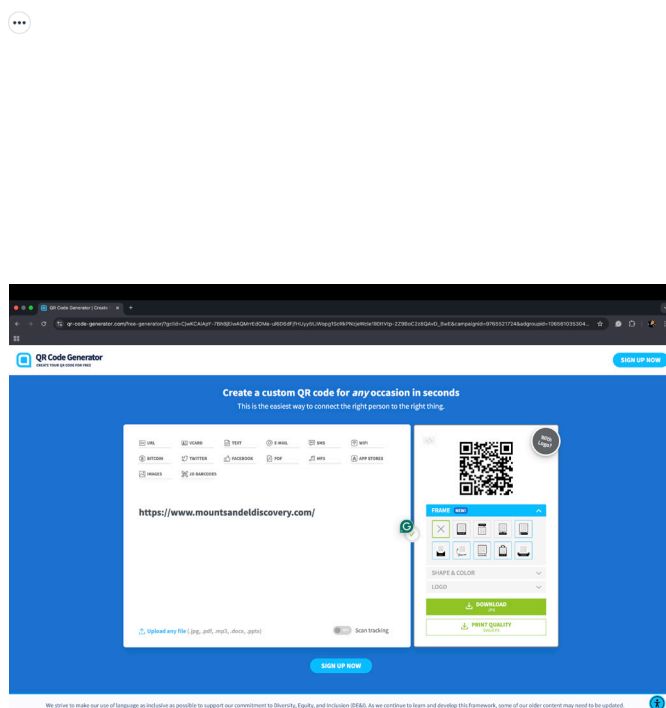 QR Code Generator | Create
QR Code Generator
CREATE YOUR QR CODE FOR FREE
SIGN UP NOW
Create a custom QR code for any occasion in seconds
This is the easiest way to connect the right person to the right thing.
URL VCARD TEXT E-MAIL SMS WIFI
BITCOIN TWITTER FACEBOOK PDF MP3 APP STORES
IMAGES 2D BARCODES
https://www.mountsandeldiscovery.com/
Upload any file (.jpg, .pdf, .mp3, .docx, .pptx)
Scan tracking
With
Logo?
FRAME NEW!
SHAPE & COLOR
LOGO
DOWNLOAD
JPG
PRINT QUALITY
SIGN UP NOW
We strive to make our use of language as inclusive as possible to support our commitment to Diversity, Equity, and Inclusion (DE&I). As we continue to learn and develop this framework, some of our older content may need to be updated.